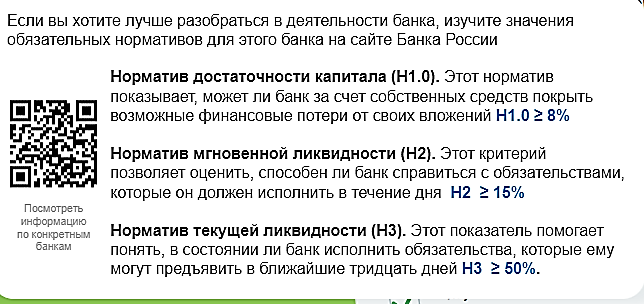 Если вы хотите лучше разобраться в деятельности банка, изучите значения
обязательных нормативов для этого банка на сайте Банка России
Норматив достаточности капитала (Н1.0). Этот норматив
показывает, может ли банк за счет собственных средств покрыть
возможные финансовые потери от своих вложений Н1.0 ≥ 8%
Норматив мгновенной ликвидности (Н2). Этот критерий
позволяет оценить, способен ли банк справиться с обязательствами,
которые он должен исполнить в течение дня Н2 ≥ 15%
Посмотреть
информацию
по конкретным
банкам
Норматив текущей ликвидности (Н3). Этот показатель помогает
понять, в состоянии ли банк исполнить обязательства, которые ему
могут предъявить в ближайшие тридцать дней Н3 ≥ 50%.